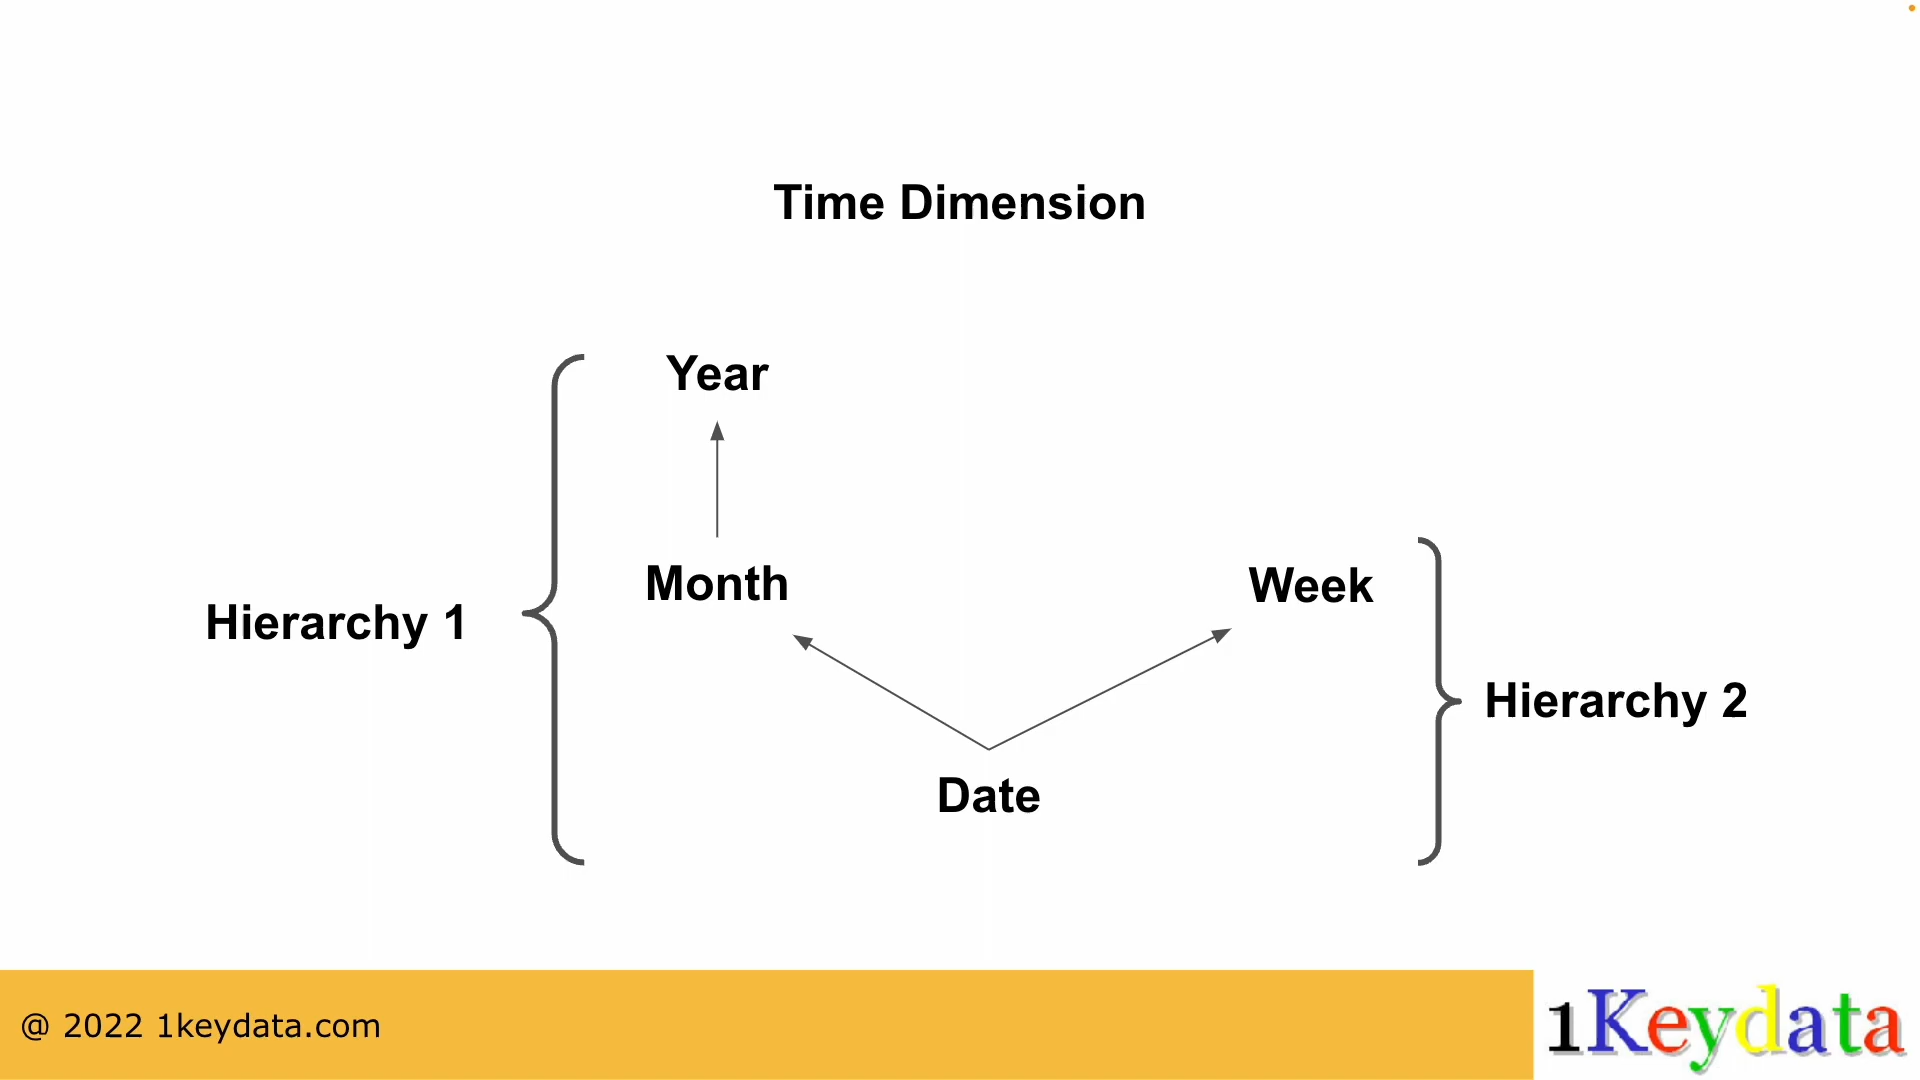 Time Dimension
Year
Month
Week
Hierarchy 1
Hierarchy 2
Date
@ 2022 1keydata.com
1Keydata